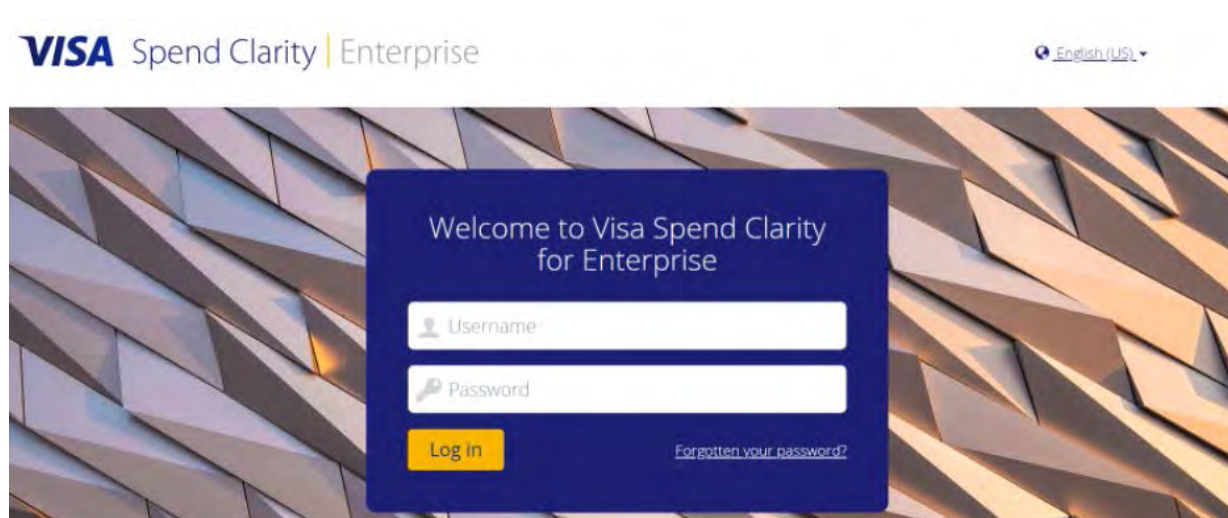 VISA Spend Clarity | Enterprise
English (US)
Welcome to Visa Spend Clarity
for Enterprise
Username
Password
Log in
Forgotten your password?